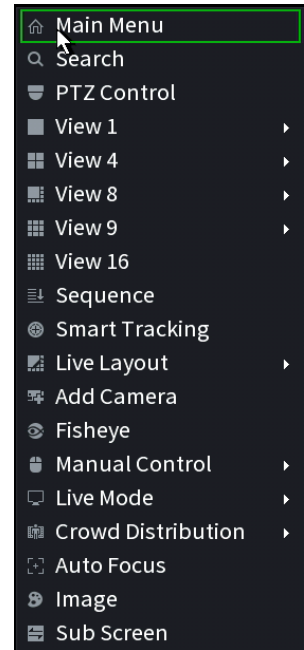 Main Menu
Search
PTZ Control
View 1
View 4
View 8
View 9
View 16
Sequence
Smart Tracking
Live Layout
Add Camera
Fisheye
Manual Control
Live Mode
Crowd Distribution
Auto Focus
Image
Sub Screen